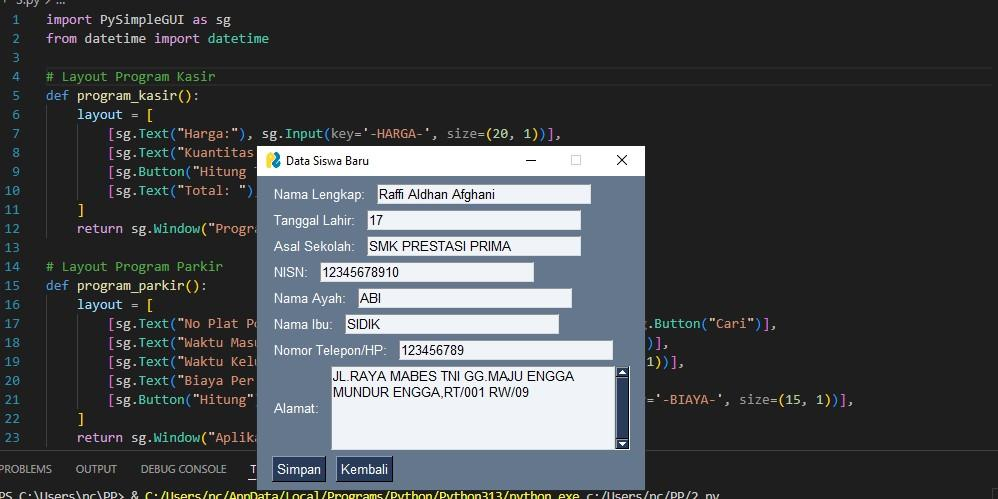 1 import PySimpleGUI as sg
2 from datetime import datetime
3
4 # Layout Program Kasir
5 def program_kasir():
6 layout = [
7 [sg.Text("Harga:"), sg.Input(key='-HARGA-', size=(20, 1))],
8 [sg.Text("Kuantitas
9 [sg.Button("Hitung
10 [sg.Text("Total: ")
11 ]
12 return sg.Window("Progr
13
14 # Layout Program Parkir
15 def program_parkir():
16 layout = [
17 [sg.Text("No Plat Po .Button("Cari")],
18 [sg.Text("Waktu Masu )],
19 [sg.Text("Waktu Kelu 1))],
20 [sg.Text("Biaya Per
21 [sg.Button("Hitung") ='-BIAYA-', size=(15, 1))],
22 ]
23 return sg.Window("Aplika
Data Siswa Baru
Nama Lengkap: Raffi Aldhan Afghani
Tanggal Lahir: 17
Asal Sekolah: SMK PRESTASI PRIMA
NISN: 12345678910
Nama Ayah: ABI
Nama Ibu: SIDIK
Nomor Telepon/HP: 123456789
Alamat: JL.RAYA MABES TNI GG.MAJU ENGGA
MUNDUR ENGGA,RT/001 RW/09
Simpan Kembali
PROBLEMS OUTPUT DEBUG CONSOLE T
PS C:\Users\nc\PP> & C:/Users/nc/AppData/Local/Programs/Python/Python313/python.exe c:/Users/nc/PP/2.py